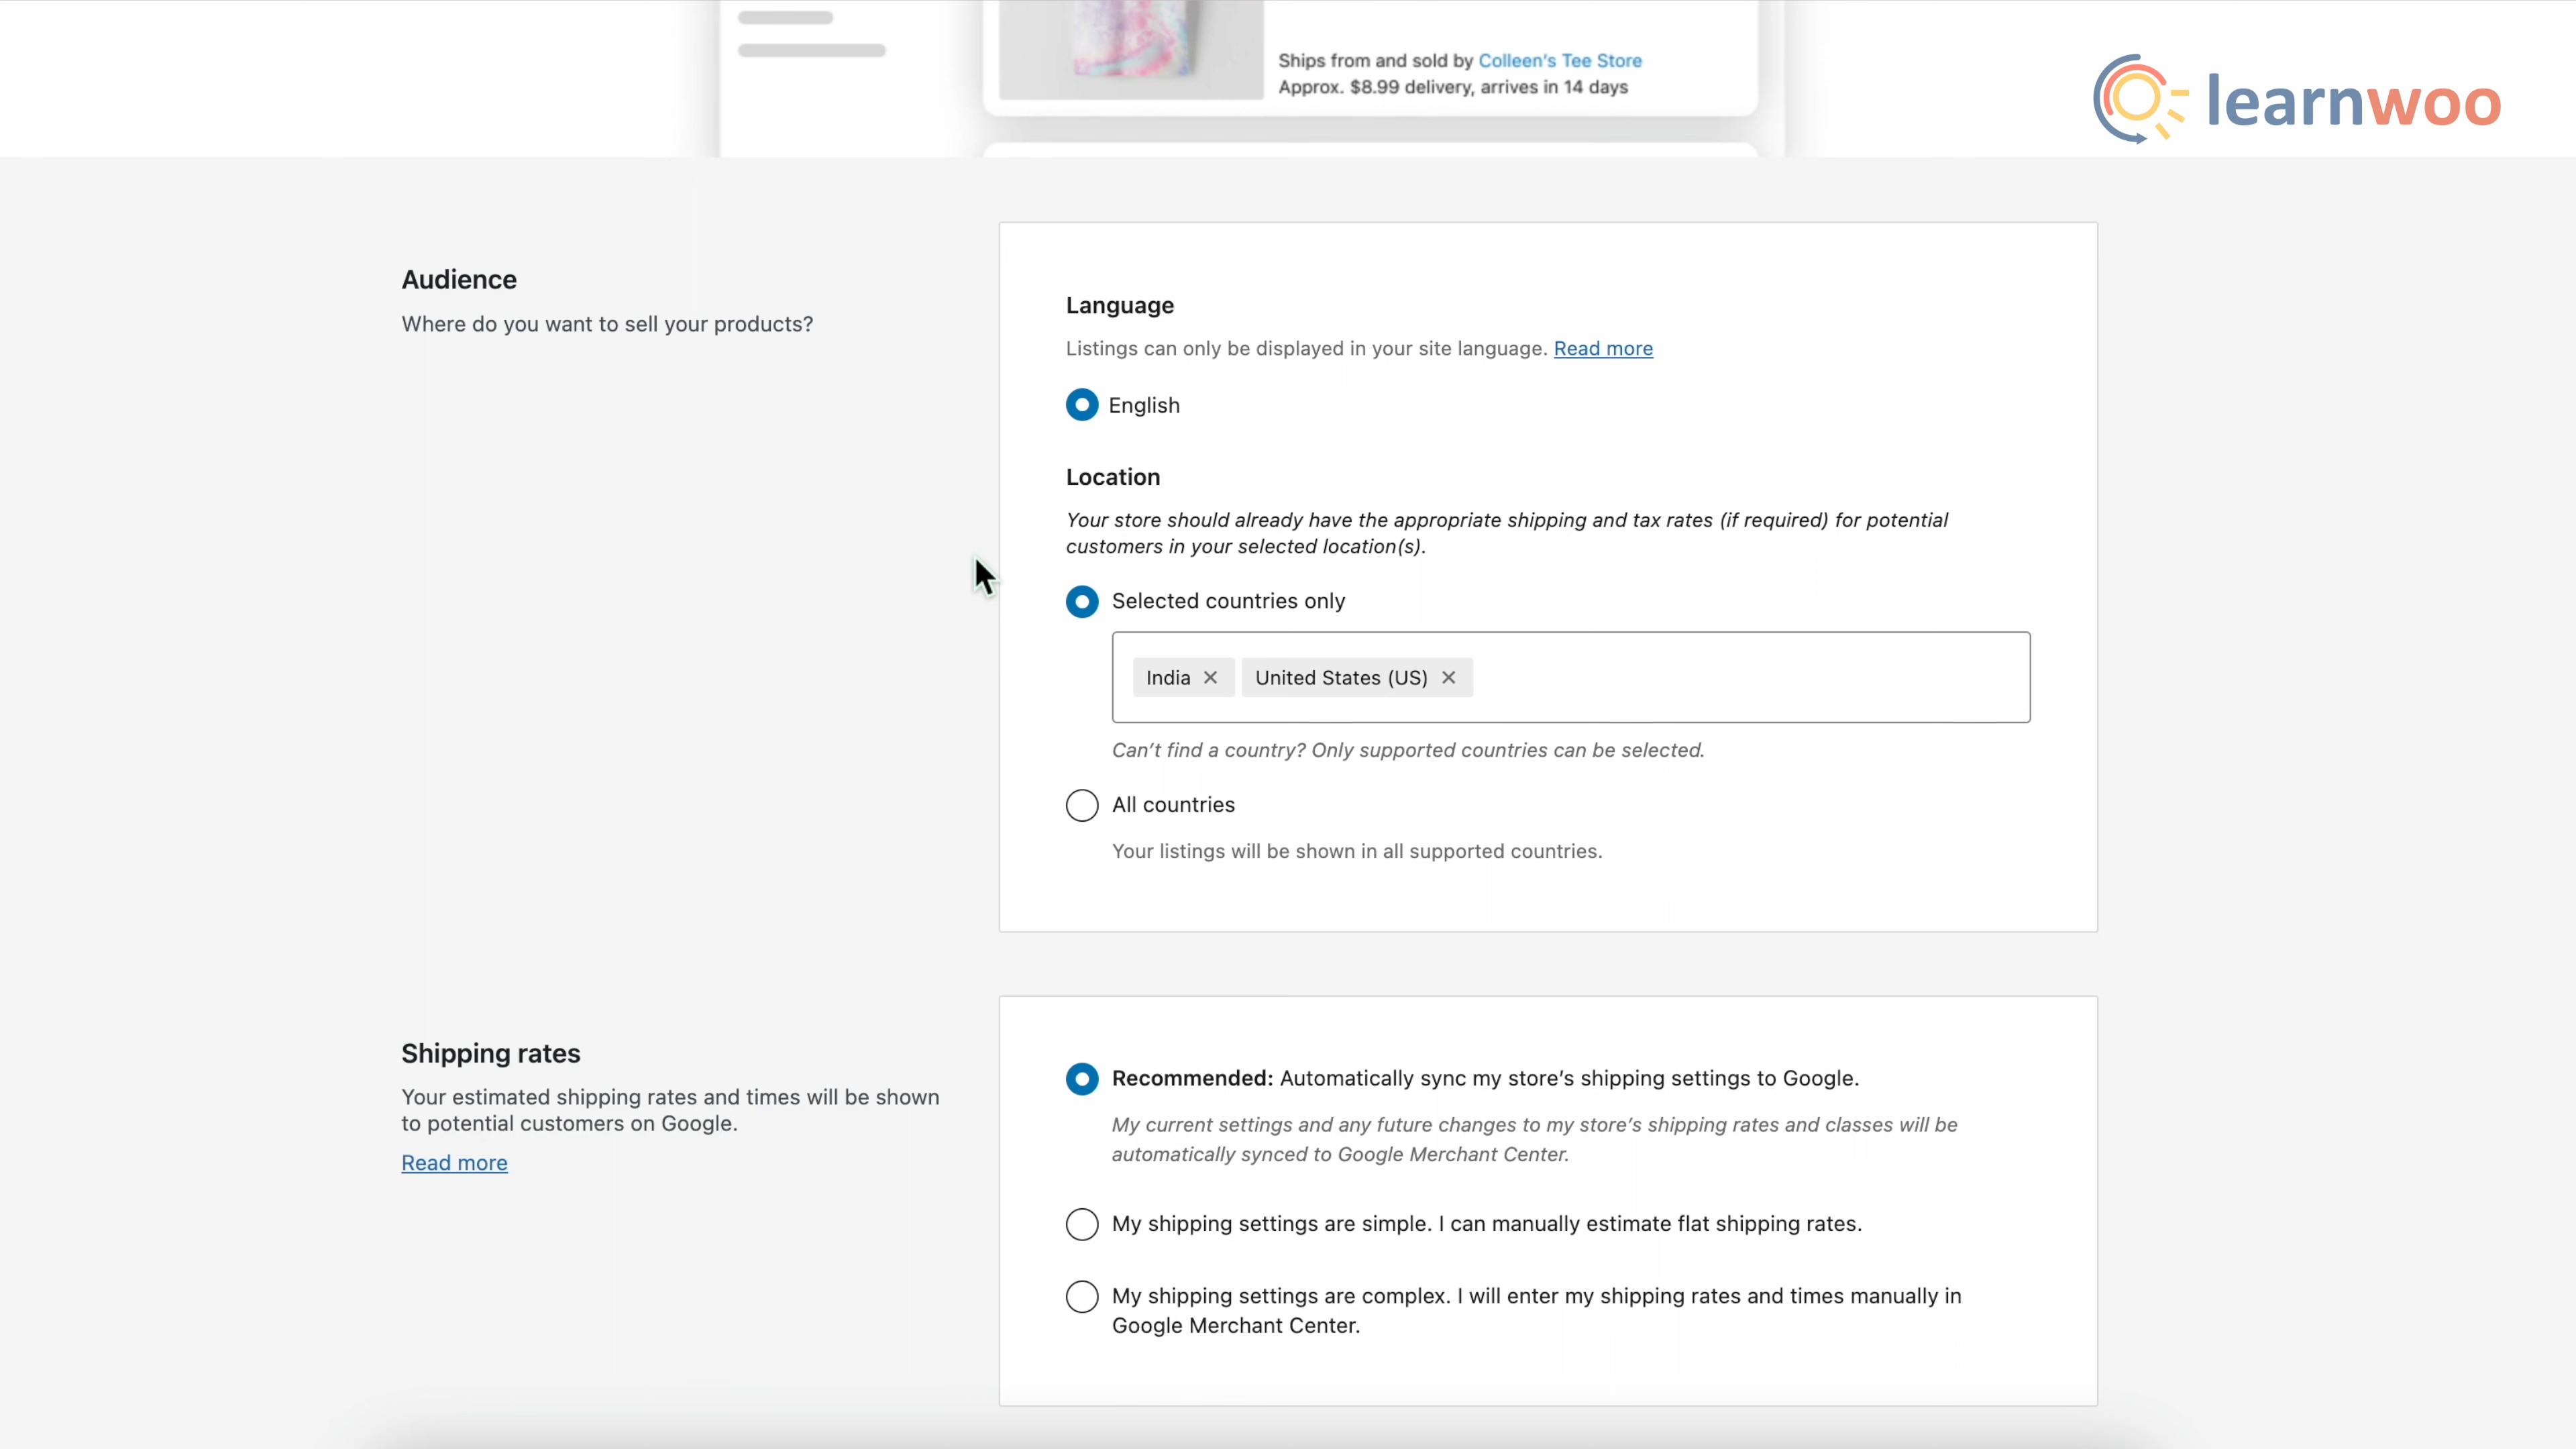 Ships from and sold by Colleen's Tee Store
Approx. $8.99 delivery, arrives in 14 days
learnwoo
Audience
Where do you want to sell your products?
Language
Listings can only be displayed in your site language. Read more
English
Location
Your store should already have the appropriate shipping and tax rates (if required) for potential
customers in your selected location(s).
Selected countries only
India ✕ United States (US) ✕
Can't find a country? Only supported countries can be selected.
All countries
Your listings will be shown in all supported countries.
Shipping rates
Your estimated shipping rates and times will be shown
to potential customers on Google.
Read more
Recommended: Automatically sync my store's shipping settings to Google.
My current settings and any future changes to my store's shipping rates and classes will be
automatically synced to Google Merchant Center.
My shipping settings are simple. I can manually estimate flat shipping rates.
My shipping settings are complex. I will enter my shipping rates and times manually in
Google Merchant Center.